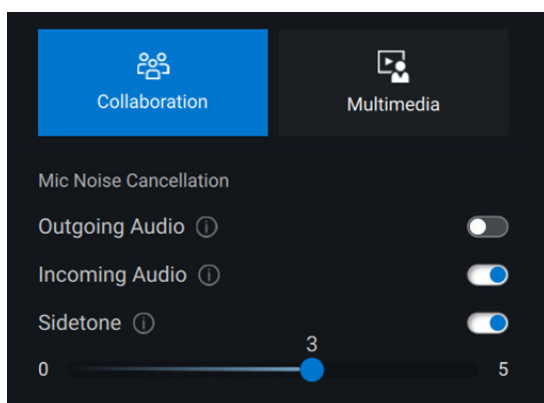 Collaboration
Multimedia
Mic Noise Cancellation
Outgoing Audio
Incoming Audio
Sidetone
3
0 5